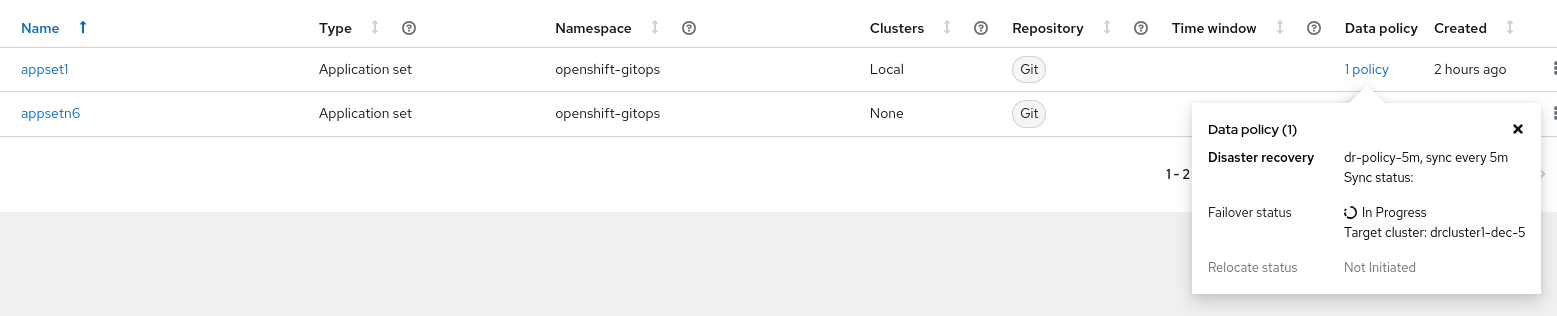 Name Type Namespace Clusters Repository Time window Data policy Created
appset1 Application set openshift-gitops Local Git 1 policy 2 hours ago
appsetn6 Application set openshift-gitops None Git
1 - 2
Data policy (1)
Disaster recovery dr-policy-5m, sync every 5m
Sync status:
Failover status In Progress
Target cluster: drcluster1-dec-5
Relocate status Not Initiated